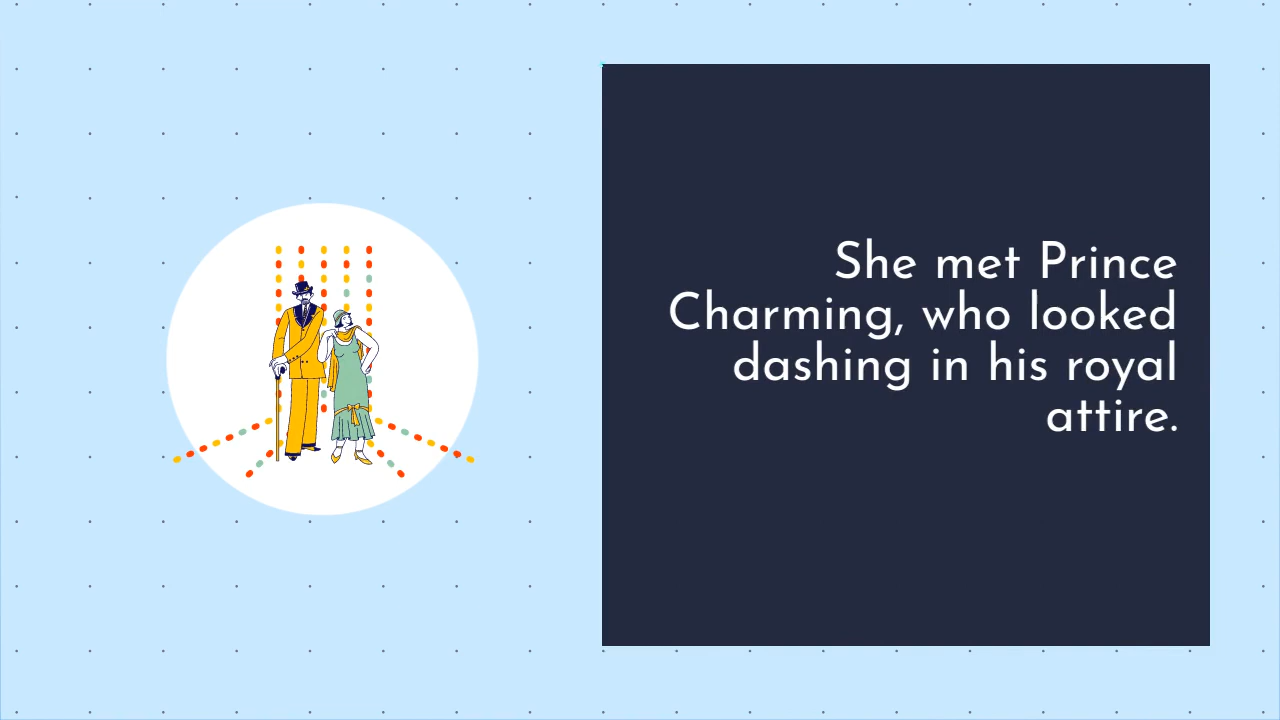 She met Prince
Charming, who looked
dashing in his royal
attire.